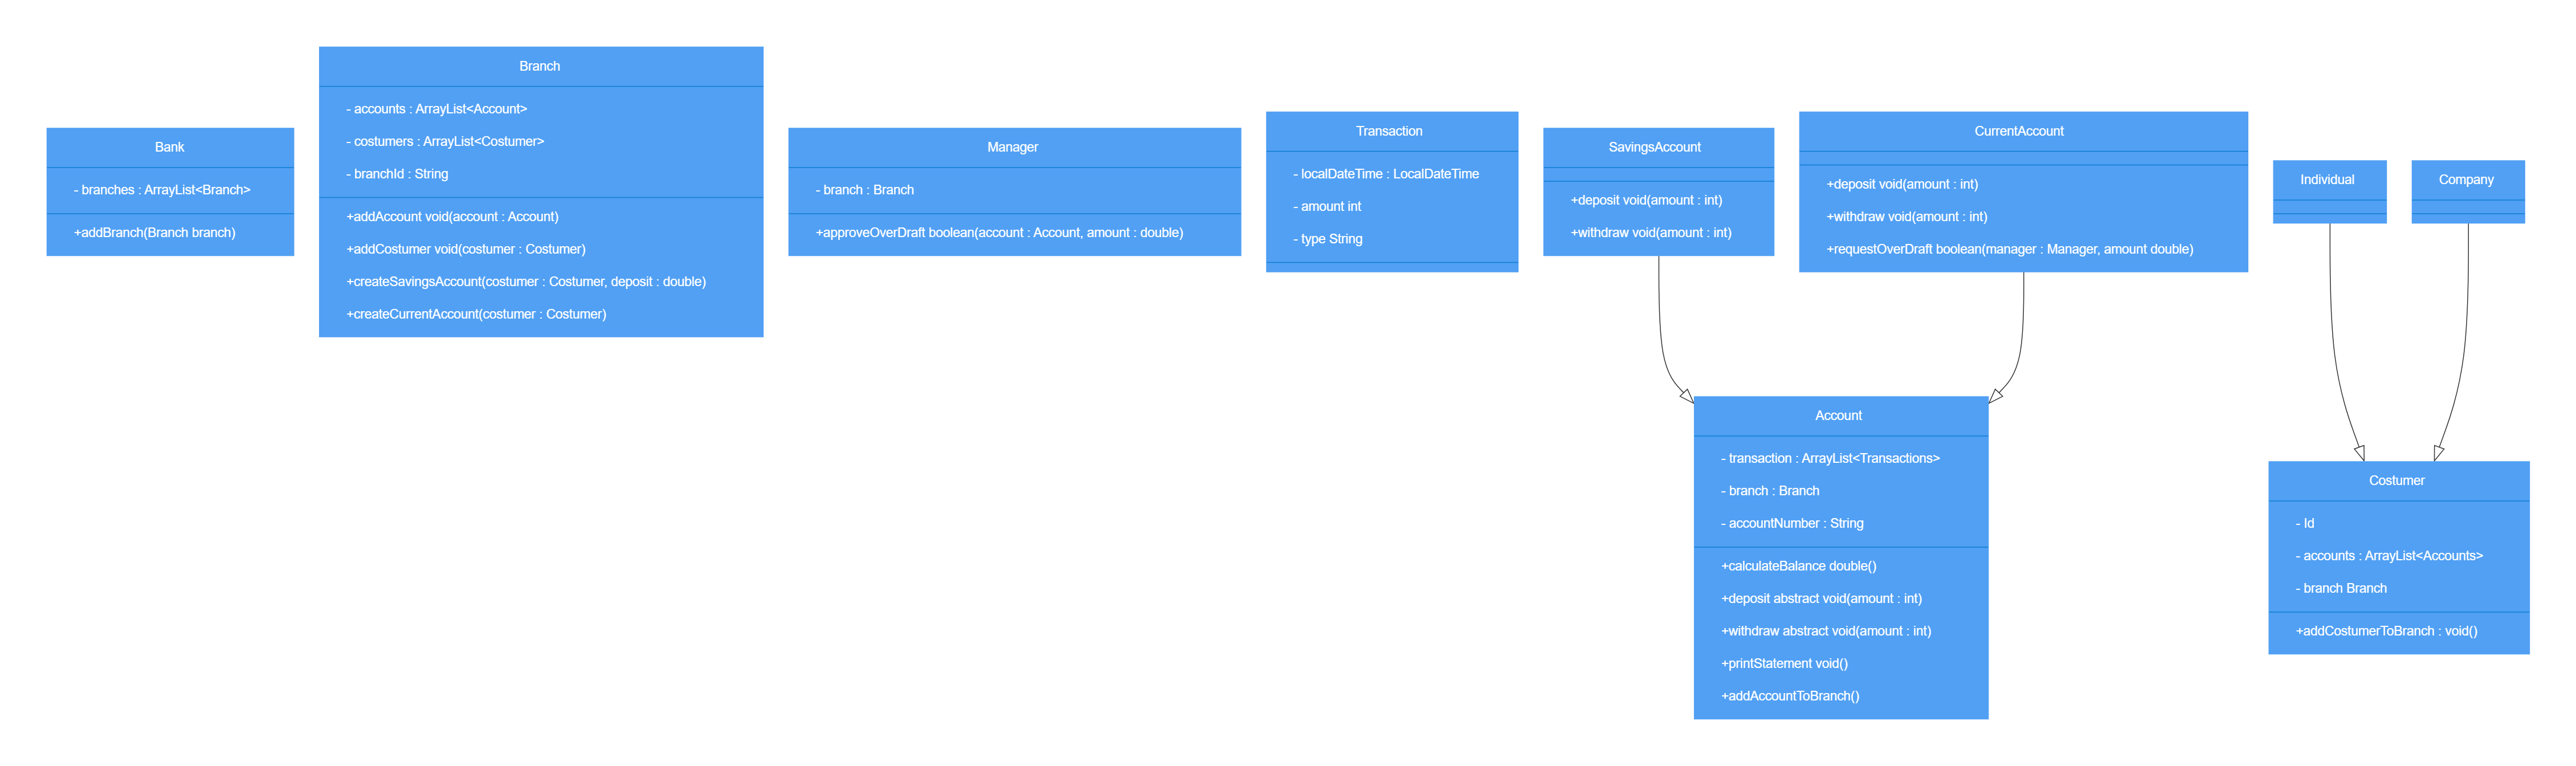 Bank
- branches : ArrayList<Branch>
+addBranch(Branch branch)
Branch
- accounts : ArrayList<Account>
- costumers : ArrayList<Costumer>
- branchId : String
+addAccount void(account : Account)
+addCostumer void(costumer : Costumer)
+createSavingsAccount(costumer : Costumer, deposit : double)
+createCurrentAccount(costumer : Costumer)
Manager
- branch : Branch
+approveOverDraft boolean(account : Account, amount : double)
Transaction
- localDateTime : LocalDateTime
- amount int
- type String
SavingsAccount
+deposit void(amount : int)
+withdraw void(amount : int)
CurrentAccount
+deposit void(amount : int)
+withdraw void(amount : int)
+requestOverDraft boolean(manager : Manager, amount double)
Individual
Company
Account
- transaction : ArrayList<Transactions>
- branch : Branch
- accountNumber : String
+calculateBalance double()
+deposit abstract void(amount : int)
+withdraw abstract void(amount : int)
+printStatement void()
+addAccountToBranch()
Costumer
- Id
- accounts : ArrayList<Accounts>
- branch Branch
+addCostumerToBranch : void()